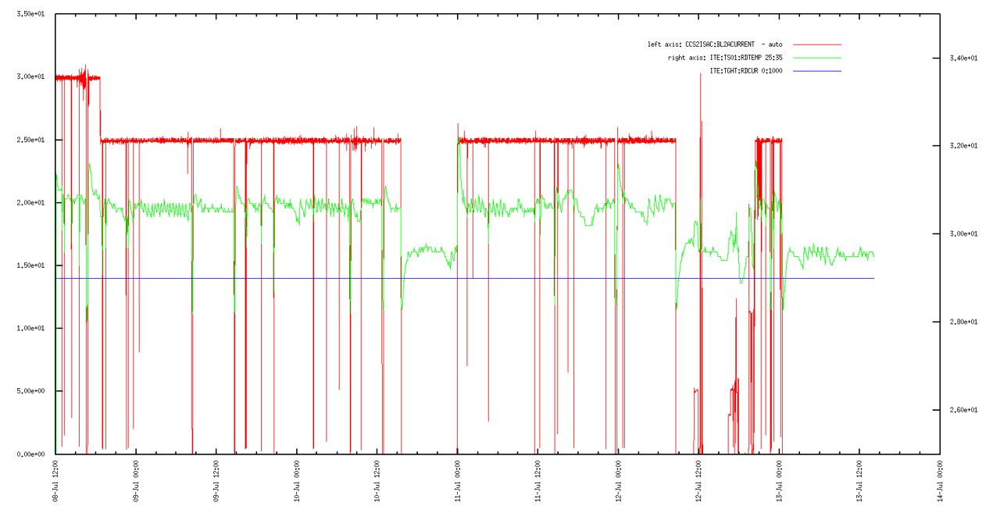 3.50e+01
3.00e+01
2.50e+01
2.00e+01
1.50e+01
1.00e+01
5.00e+00
0.00e+00
left axis: CCS2ISAC:BL2ACURRENT - auto
right axis: ITE:TSO1:RDTEMP 25:35
ITE:TGHT:RDCUR 0:1000
3.40e+01
3.20e+01
3.00e+01
2.80e+01
2.60e+01
08-Jul 12:00
09-Jul 00:00
09-Jul 12:00
10-Jul 00:00
10-Jul 12:00
11-Jul 00:00
11-Jul 12:00
12-Jul 00:00
12-Jul 12:00
13-Jul 00:00
13-Jul 12:00
14-Jul 00:00